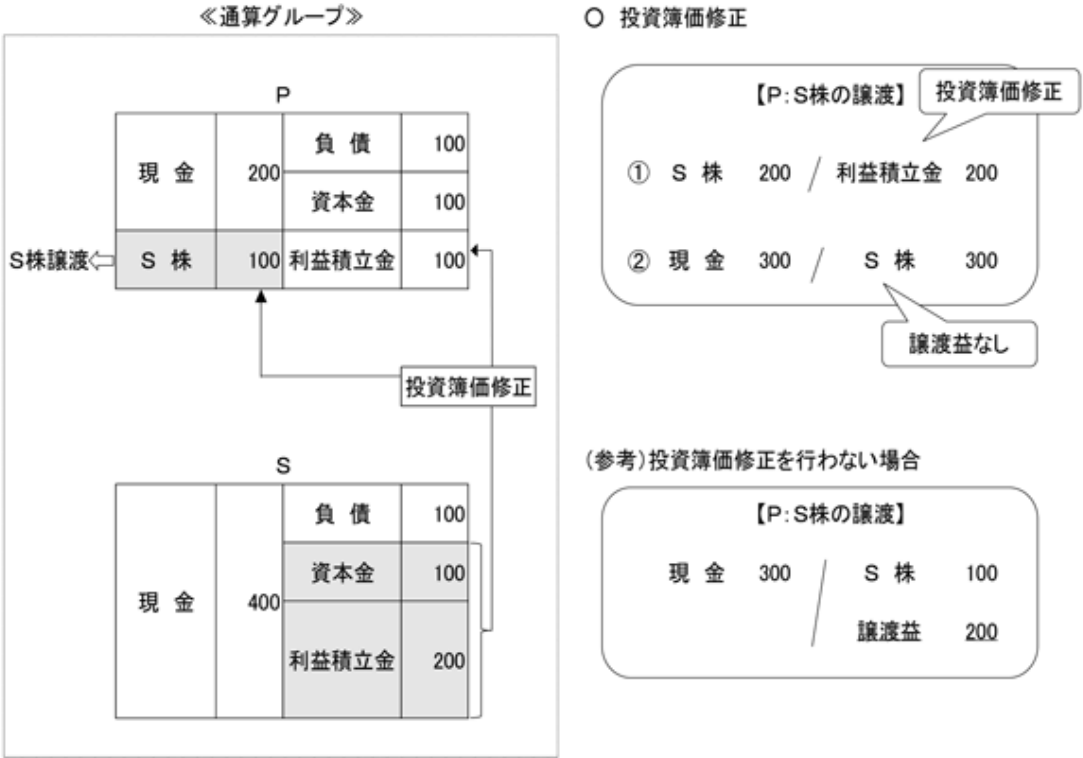 ≪通算グループ≫
P
現 金 200 負 債 100
資本金 100
S株譲渡 S 株 100 利益積立金 100
投資簿価修正
S
現 金 400 負 債 100
資本金 100
利益積立金 200
○ 投資簿価修正
【P:S株の譲渡】
投資簿価修正
① S 株 200 / 利益積立金 200
② 現 金 300 / S 株 300
譲渡益なし
(参考)投資簿価修正を行わない場合
【P:S株の譲渡】
現 金 300 / S 株 100
譲渡益 200